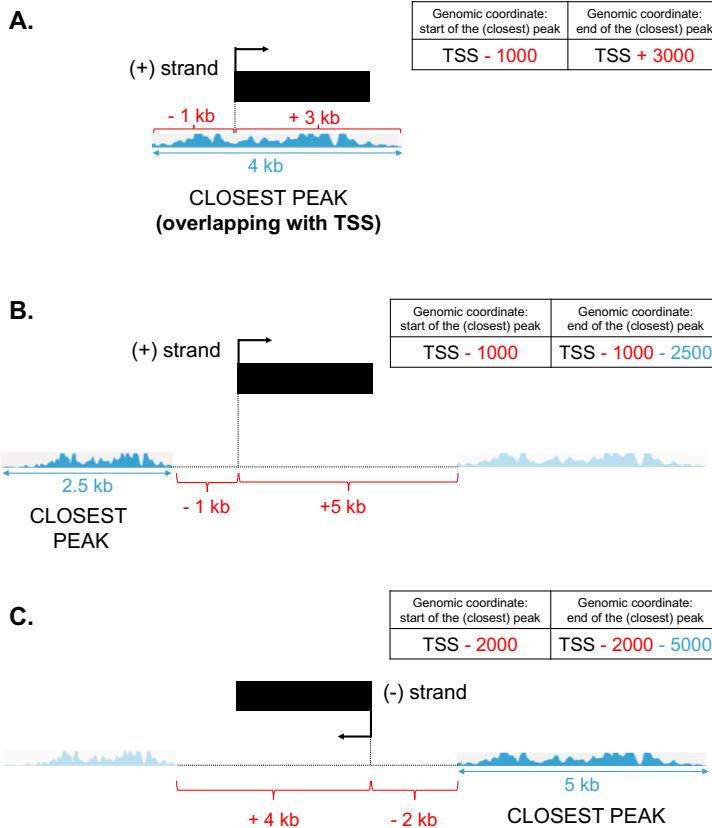 A.
Genomic coordinate:
start of the (closest) peak
Genomic coordinate:
end of the (closest) peak
TSS - 1000
TSS + 3000
(+) strand
- 1 kb
+ 3 kb
4 kb
CLOSEST PEAK
(overlapping with TSS)
B.
Genomic coordinate:
start of the (closest) peak
Genomic coordinate:
end of the (closest) peak
TSS - 1000
TSS - 1000 - 2500
(+) strand
2.5 kb
- 1 kb
+5 kb
CLOSEST
PEAK
C.
Genomic coordinate:
start of the (closest) peak
Genomic coordinate:
end of the (closest) peak
TSS - 2000
TSS - 2000 - 5000
(-) strand
5 kb
+ 4 kb
- 2 kb
CLOSEST PEAK